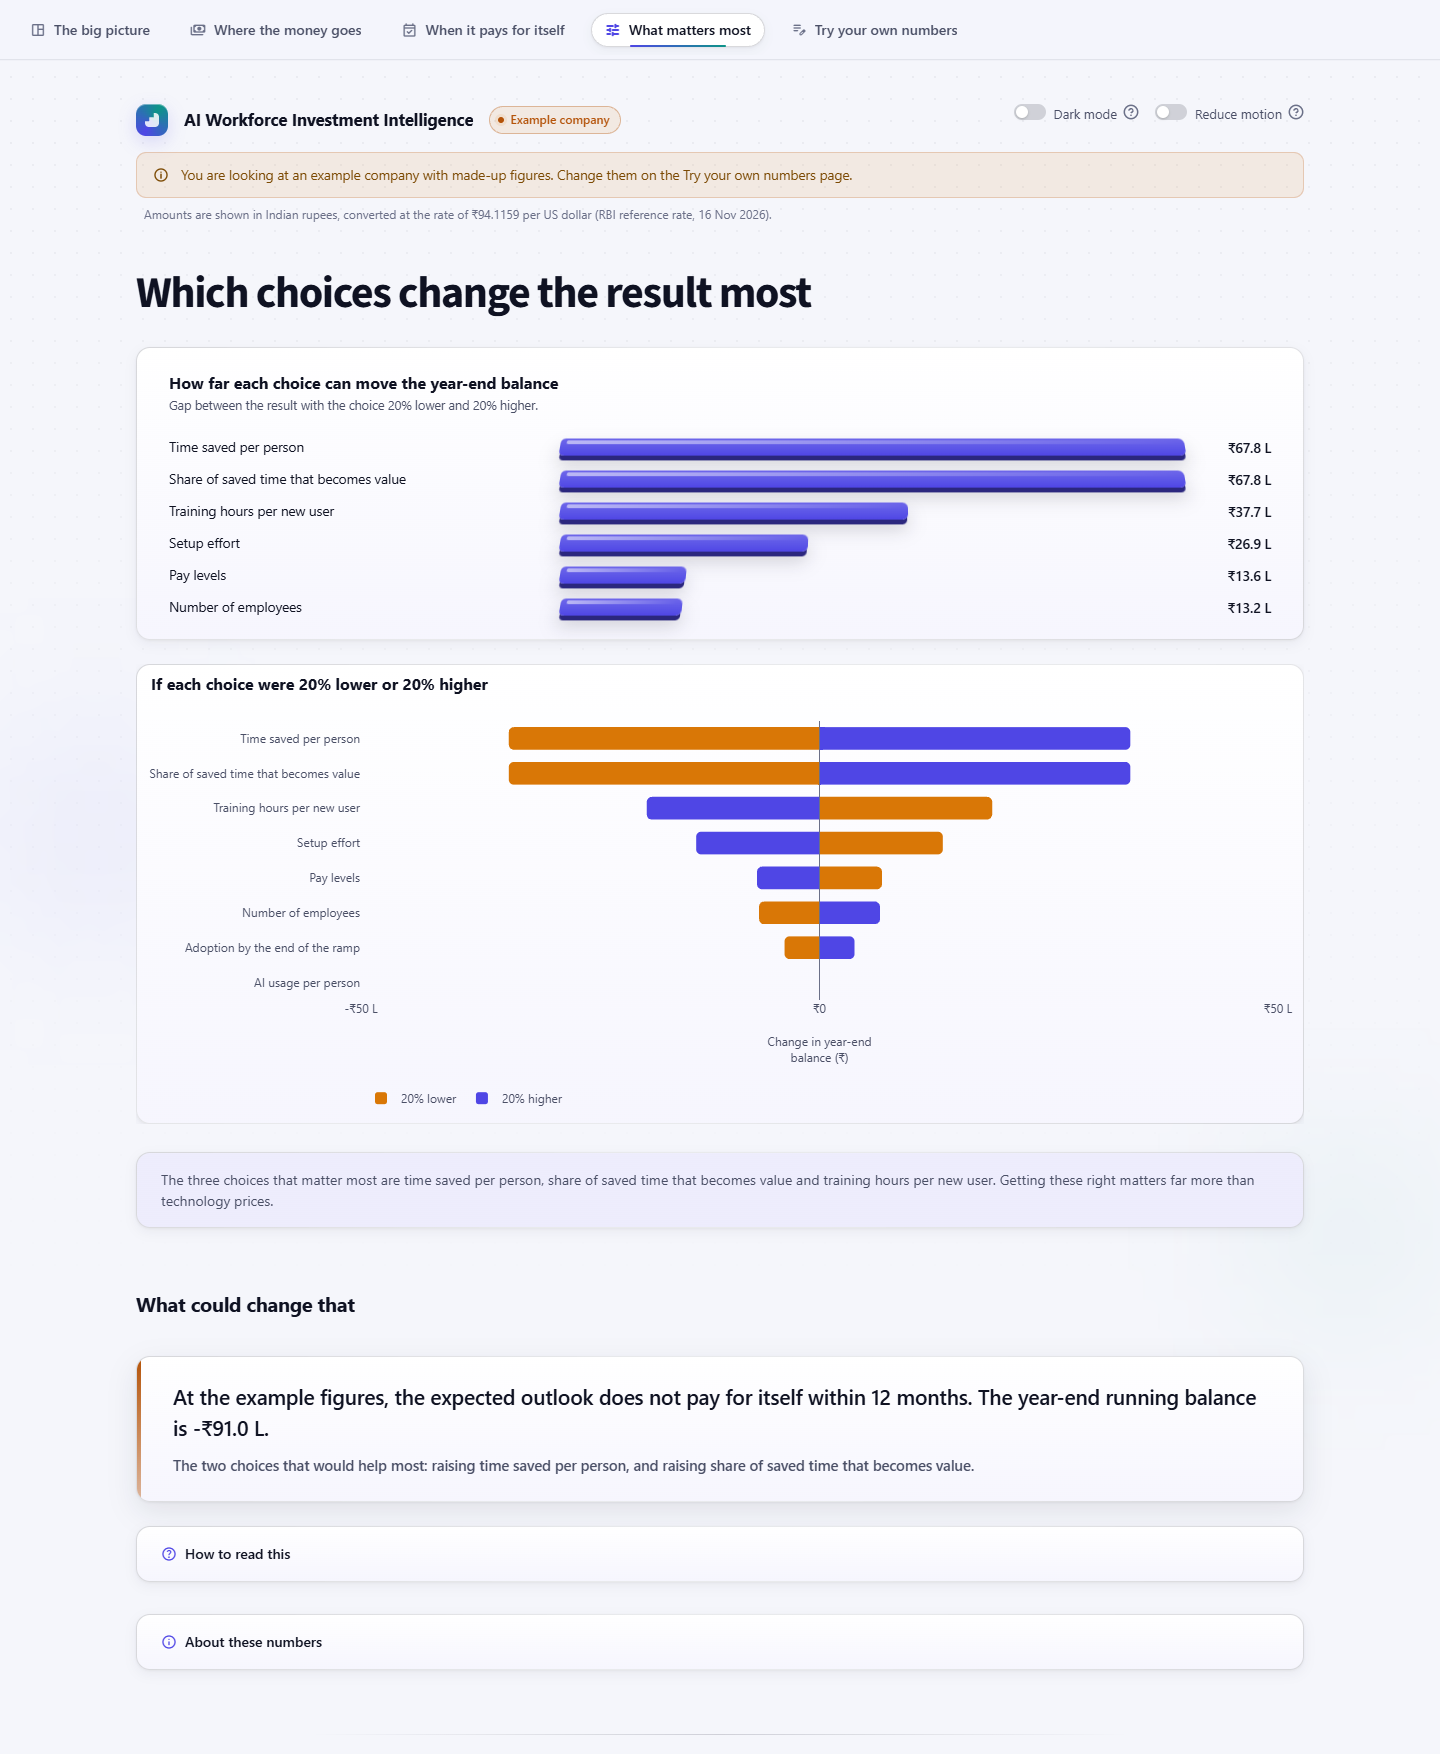 The big picture
Where the money goes
When it pays for itself
What matters most
Try your own numbers
AI Workforce Investment Intelligence
Example company
Dark mode
Reduce motion
You are looking at an example company with made-up figures. Change them on the Try your own numbers page.
Amounts are shown in Indian rupees, converted at the rate of ₹94.1159 per US dollar (RBI reference rate, 16 Nov 2026).
Which choices change the result most
How far each choice can move the year-end balance
Gap between the result with the choice 20% lower and 20% higher.
Time saved per person ₹67.8 L
Share of saved time that becomes value ₹67.8 L
Training hours per new user ₹37.7 L
Setup effort ₹26.9 L
Pay levels ₹13.6 L
Number of employees ₹13.2 L
If each choice were 20% lower or 20% higher
Time saved per person
Share of saved time that becomes value
Training hours per new user
Setup effort
Pay levels
Number of employees
Adoption by the end of the ramp
AI usage per person
-₹50 L ₹0 ₹50 L
Change in year-end
balance (₹)
20% lower 20% higher
The three choices that matter most are time saved per person, share of saved time that becomes value and training hours per new user. Getting these right matters far more than
technology prices.
What could change that
At the example figures, the expected outlook does not pay for itself within 12 months. The year-end running balance
is -₹91.0 L.
The two choices that would help most: raising time saved per person, and raising share of saved time that becomes value.
How to read this
About these numbers